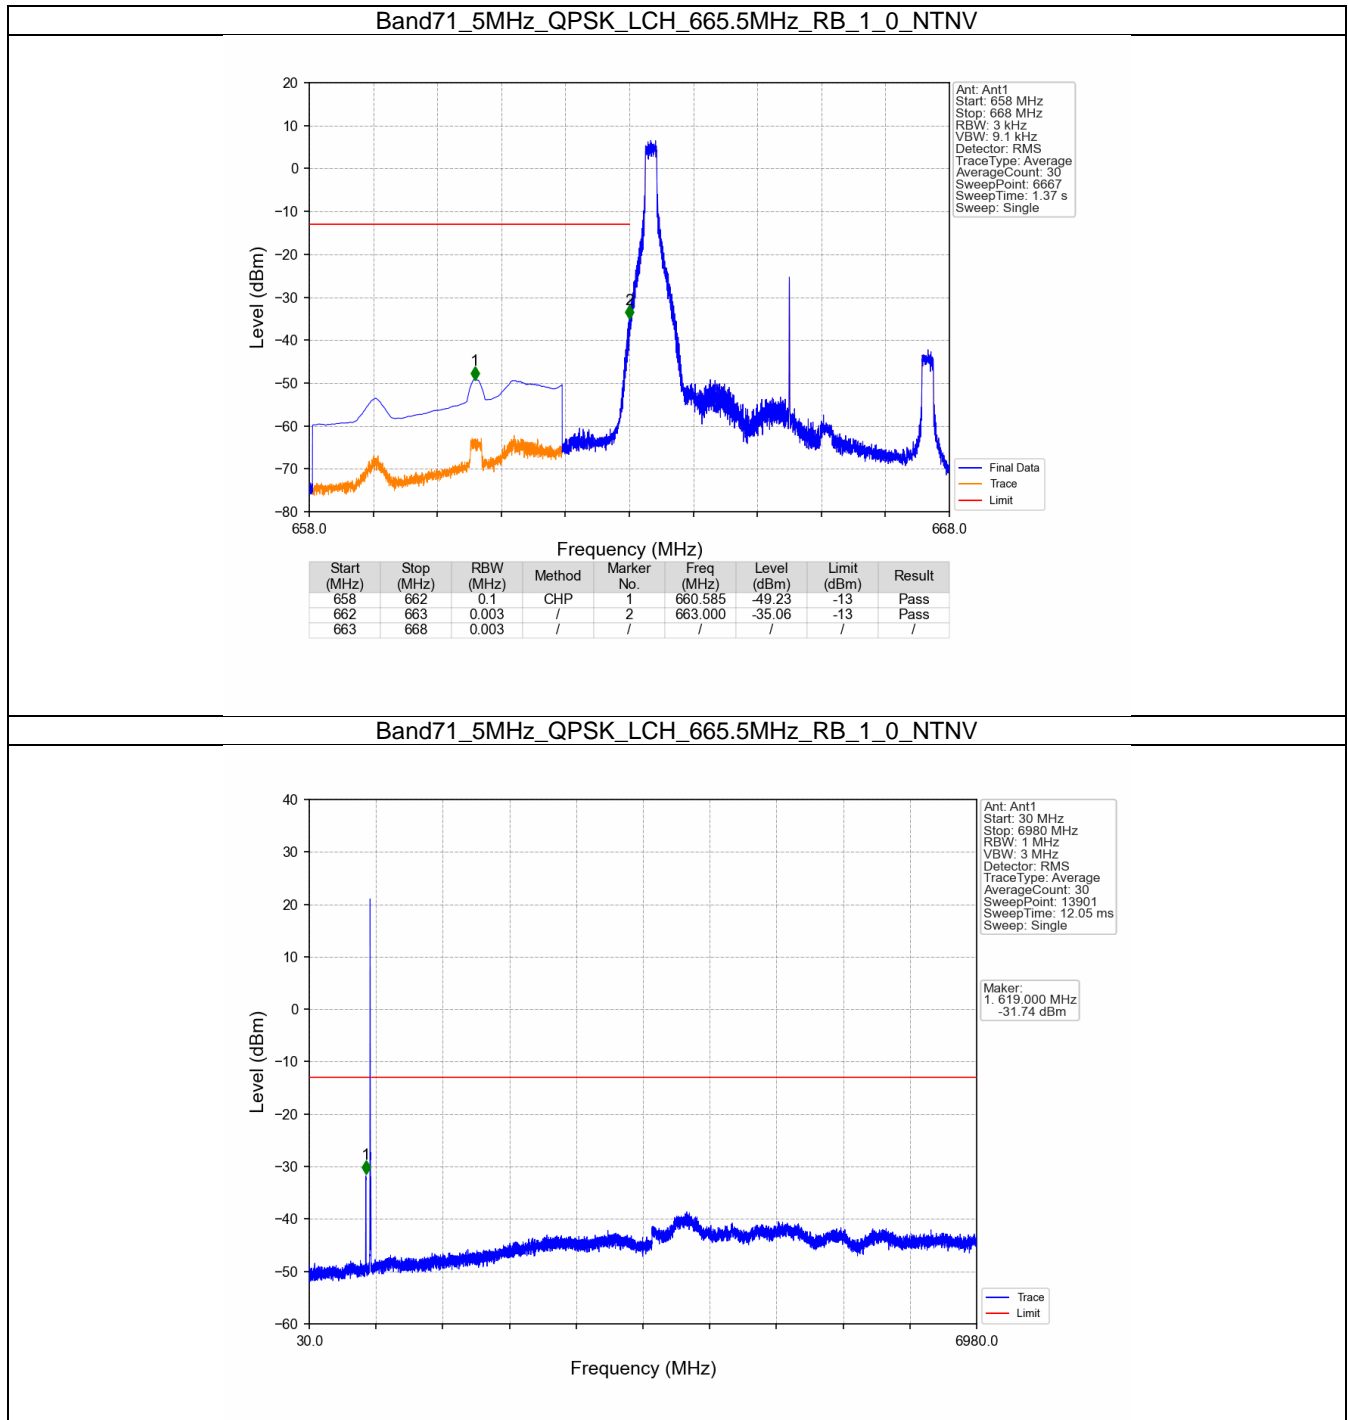 Band71_5MHz_QPSK_LCH_665.5MHz_RB_1_0_NTNV
20
10
0
−10
−20
−30
−40
−50
−60
−70
−80
Level (dBm)
1
2
658.0
668.0
Frequency (MHz)
Ant: Ant1
Start: 658 MHz
Stop: 668 MHz
RBW: 3 kHz
VBW: 9.1 kHz
Detector: RMS
TraceType: Average
AverageCount: 30
SweepPoint: 6667
SweepTime: 1.37 s
Sweep: Single
Final Data
Trace
Limit
Start (MHz) Stop (MHz) RBW (MHz) Method Marker No. Freq (MHz) Level (dBm) Limit (dBm) Result
658 662 0.1 CHP 1 660.585 -49.23 -13 Pass
662 663 0.003 / 2 663.000 -35.06 -13 Pass
663 668 0.003 / / / / / /
Band71_5MHz_QPSK_LCH_665.5MHz_RB_1_0_NTNV
40
30
20
10
0
−10
−20
−30
−40
−50
−60
Level (dBm)
1
30.0
6980.0
Frequency (MHz)
Ant: Ant1
Start: 30 MHz
Stop: 6980 MHz
RBW: 1 MHz
VBW: 3 MHz
Detector: RMS
TraceType: Average
AverageCount: 30
SweepPoint: 13901
SweepTime: 12.05 ms
Sweep: Single
Maker:
1. 619.000 MHz
-31.74 dBm
Trace
Limit